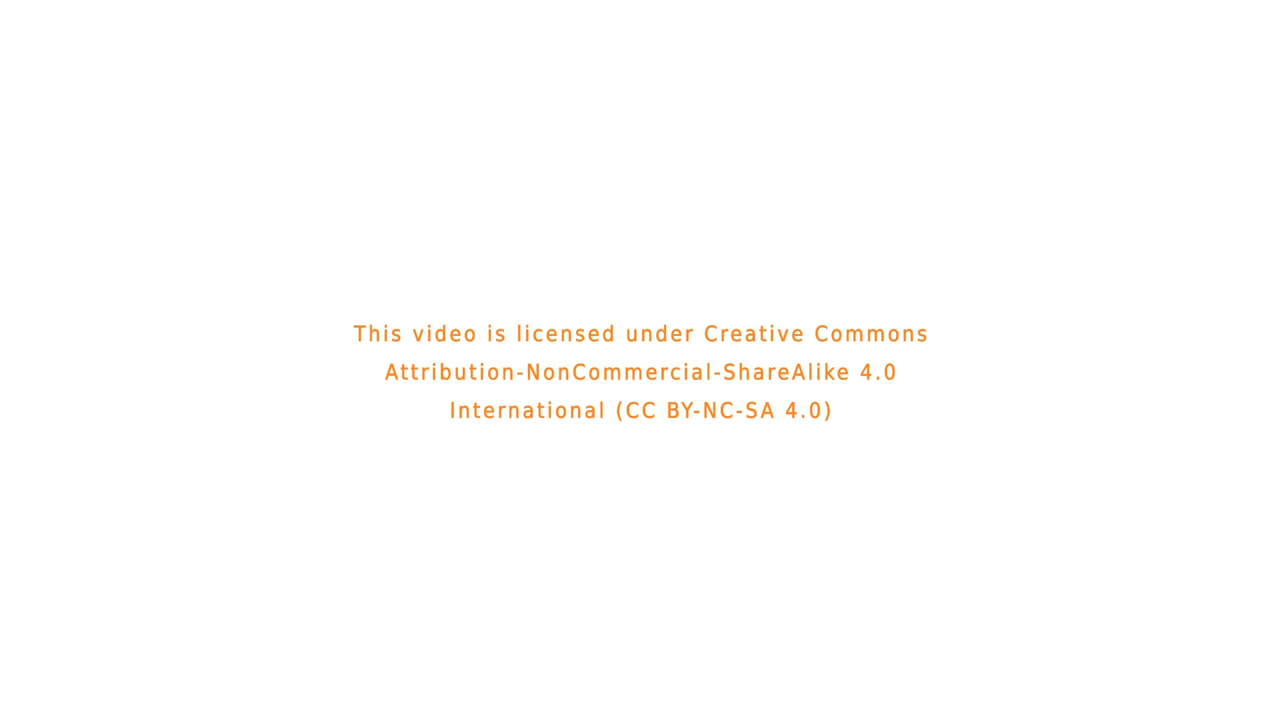 This video is licensed under Creative Commons
Attribution-NonCommercial-ShareAlike 4.0
International (CC BY-NC-SA 4.0)